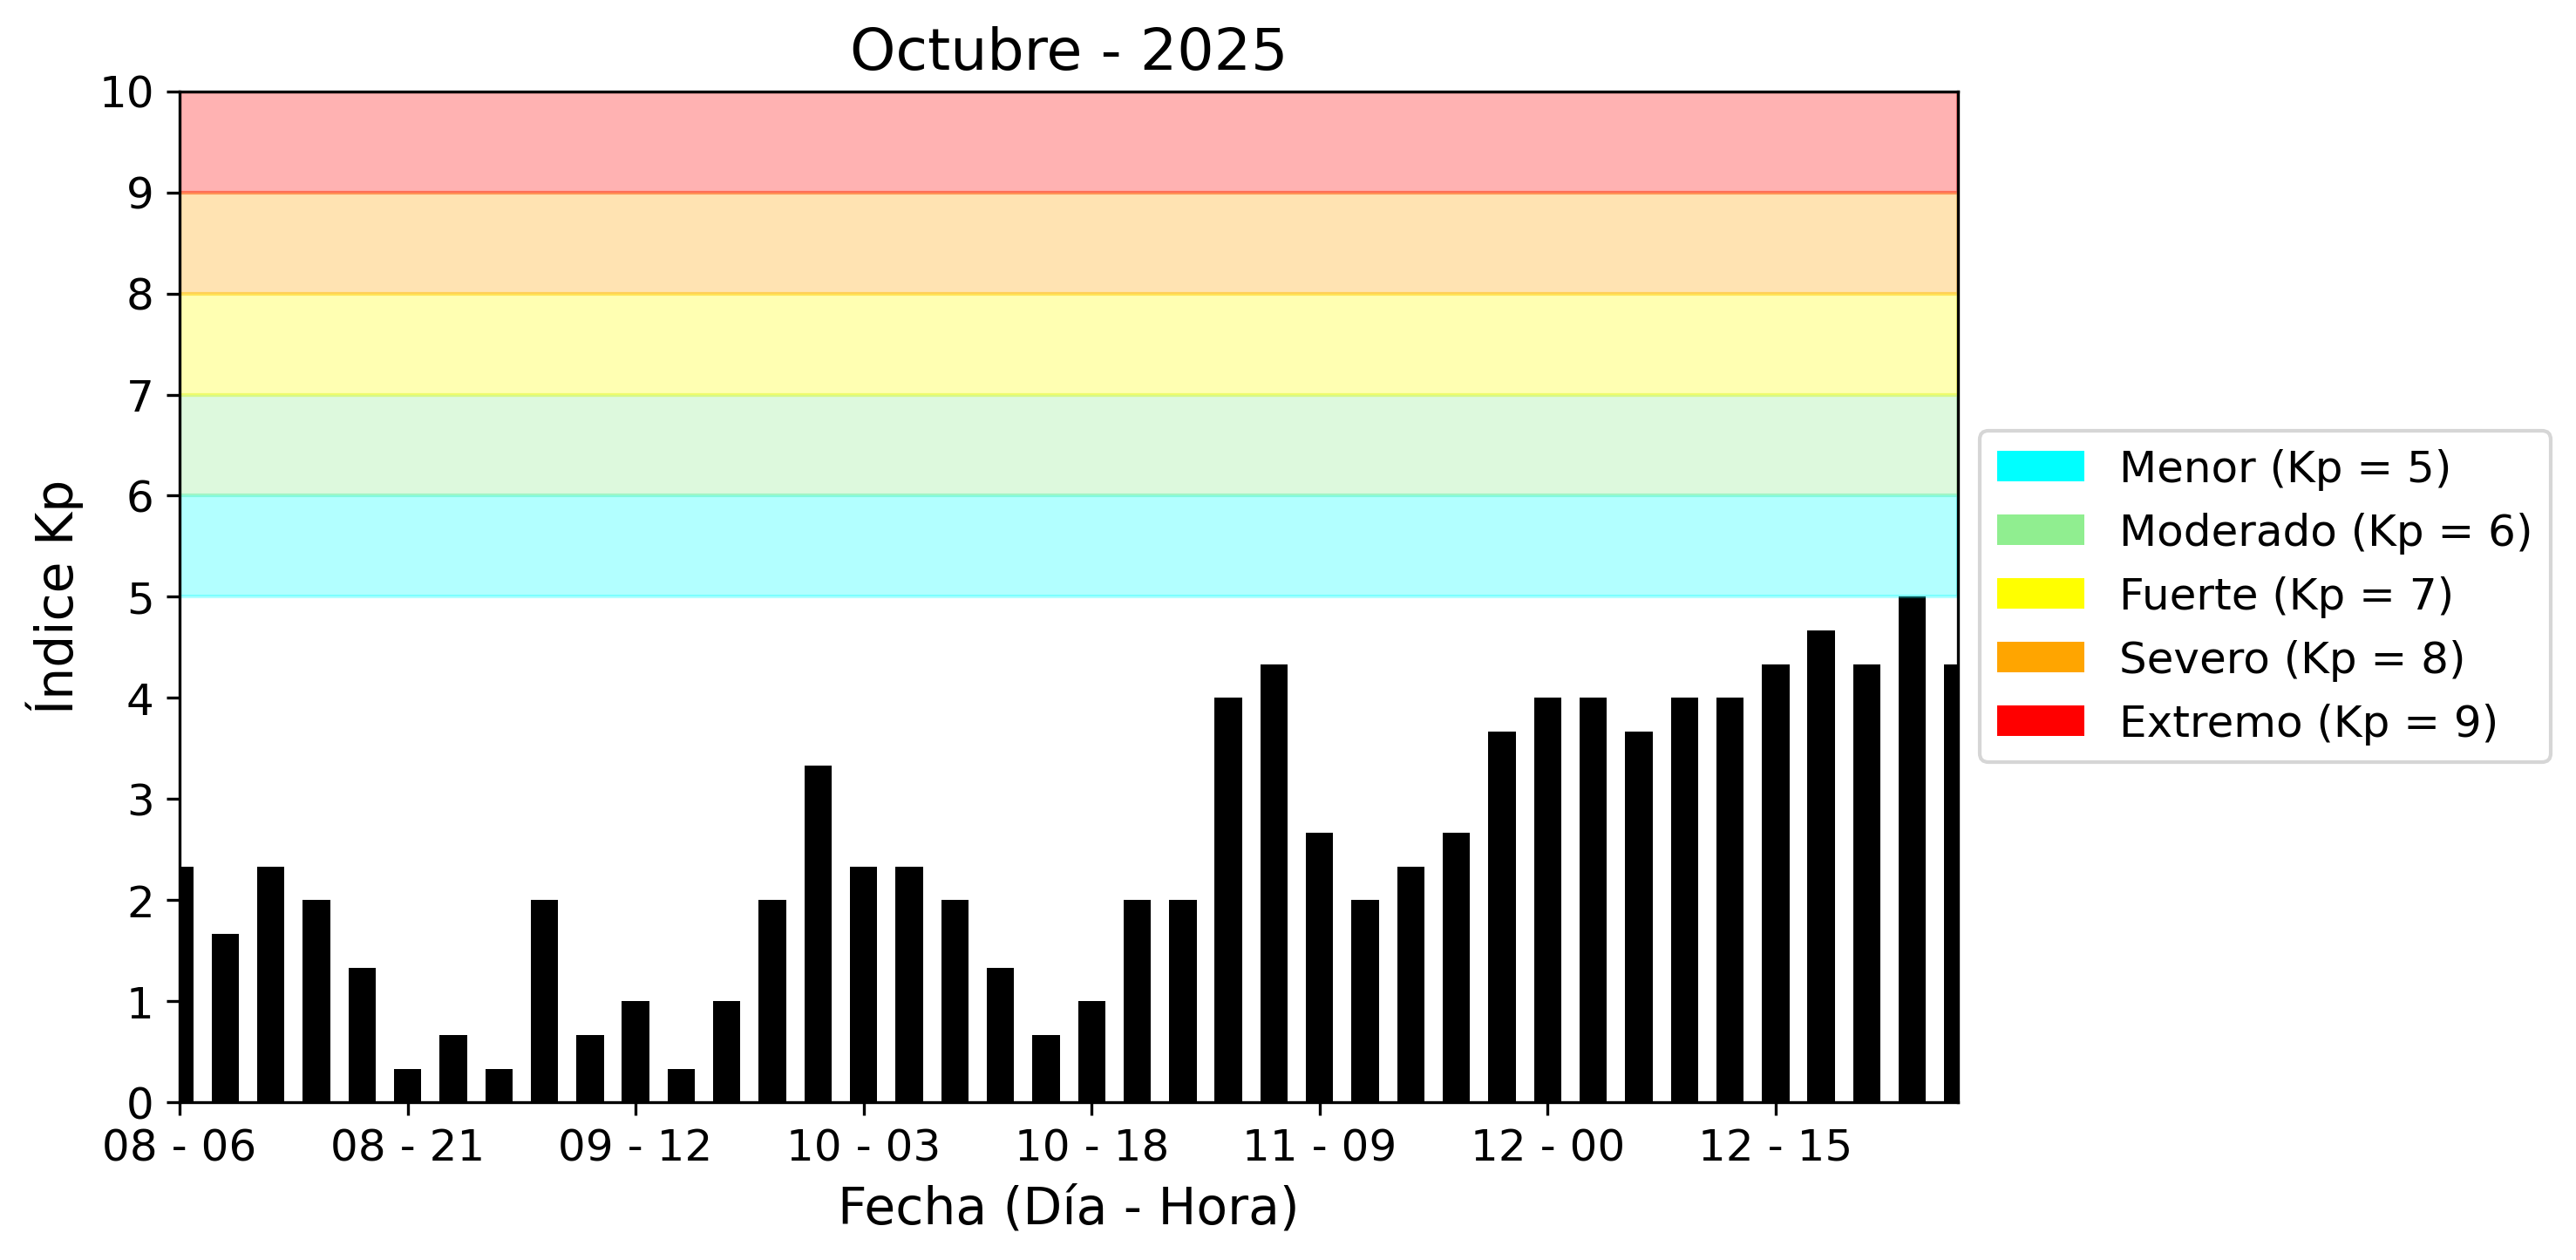 Octubre - 2025
10
9
8
7
6
5
4
3
2
1
0
Índice Kp
08 - 06
08 - 21
09 - 12
10 - 03
10 - 18
11 - 09
12 - 00
12 - 15
Fecha (Día - Hora)
Menor (Kp = 5)
Moderado (Kp = 6)
Fuerte (Kp = 7)
Severo (Kp = 8)
Extremo (Kp = 9)